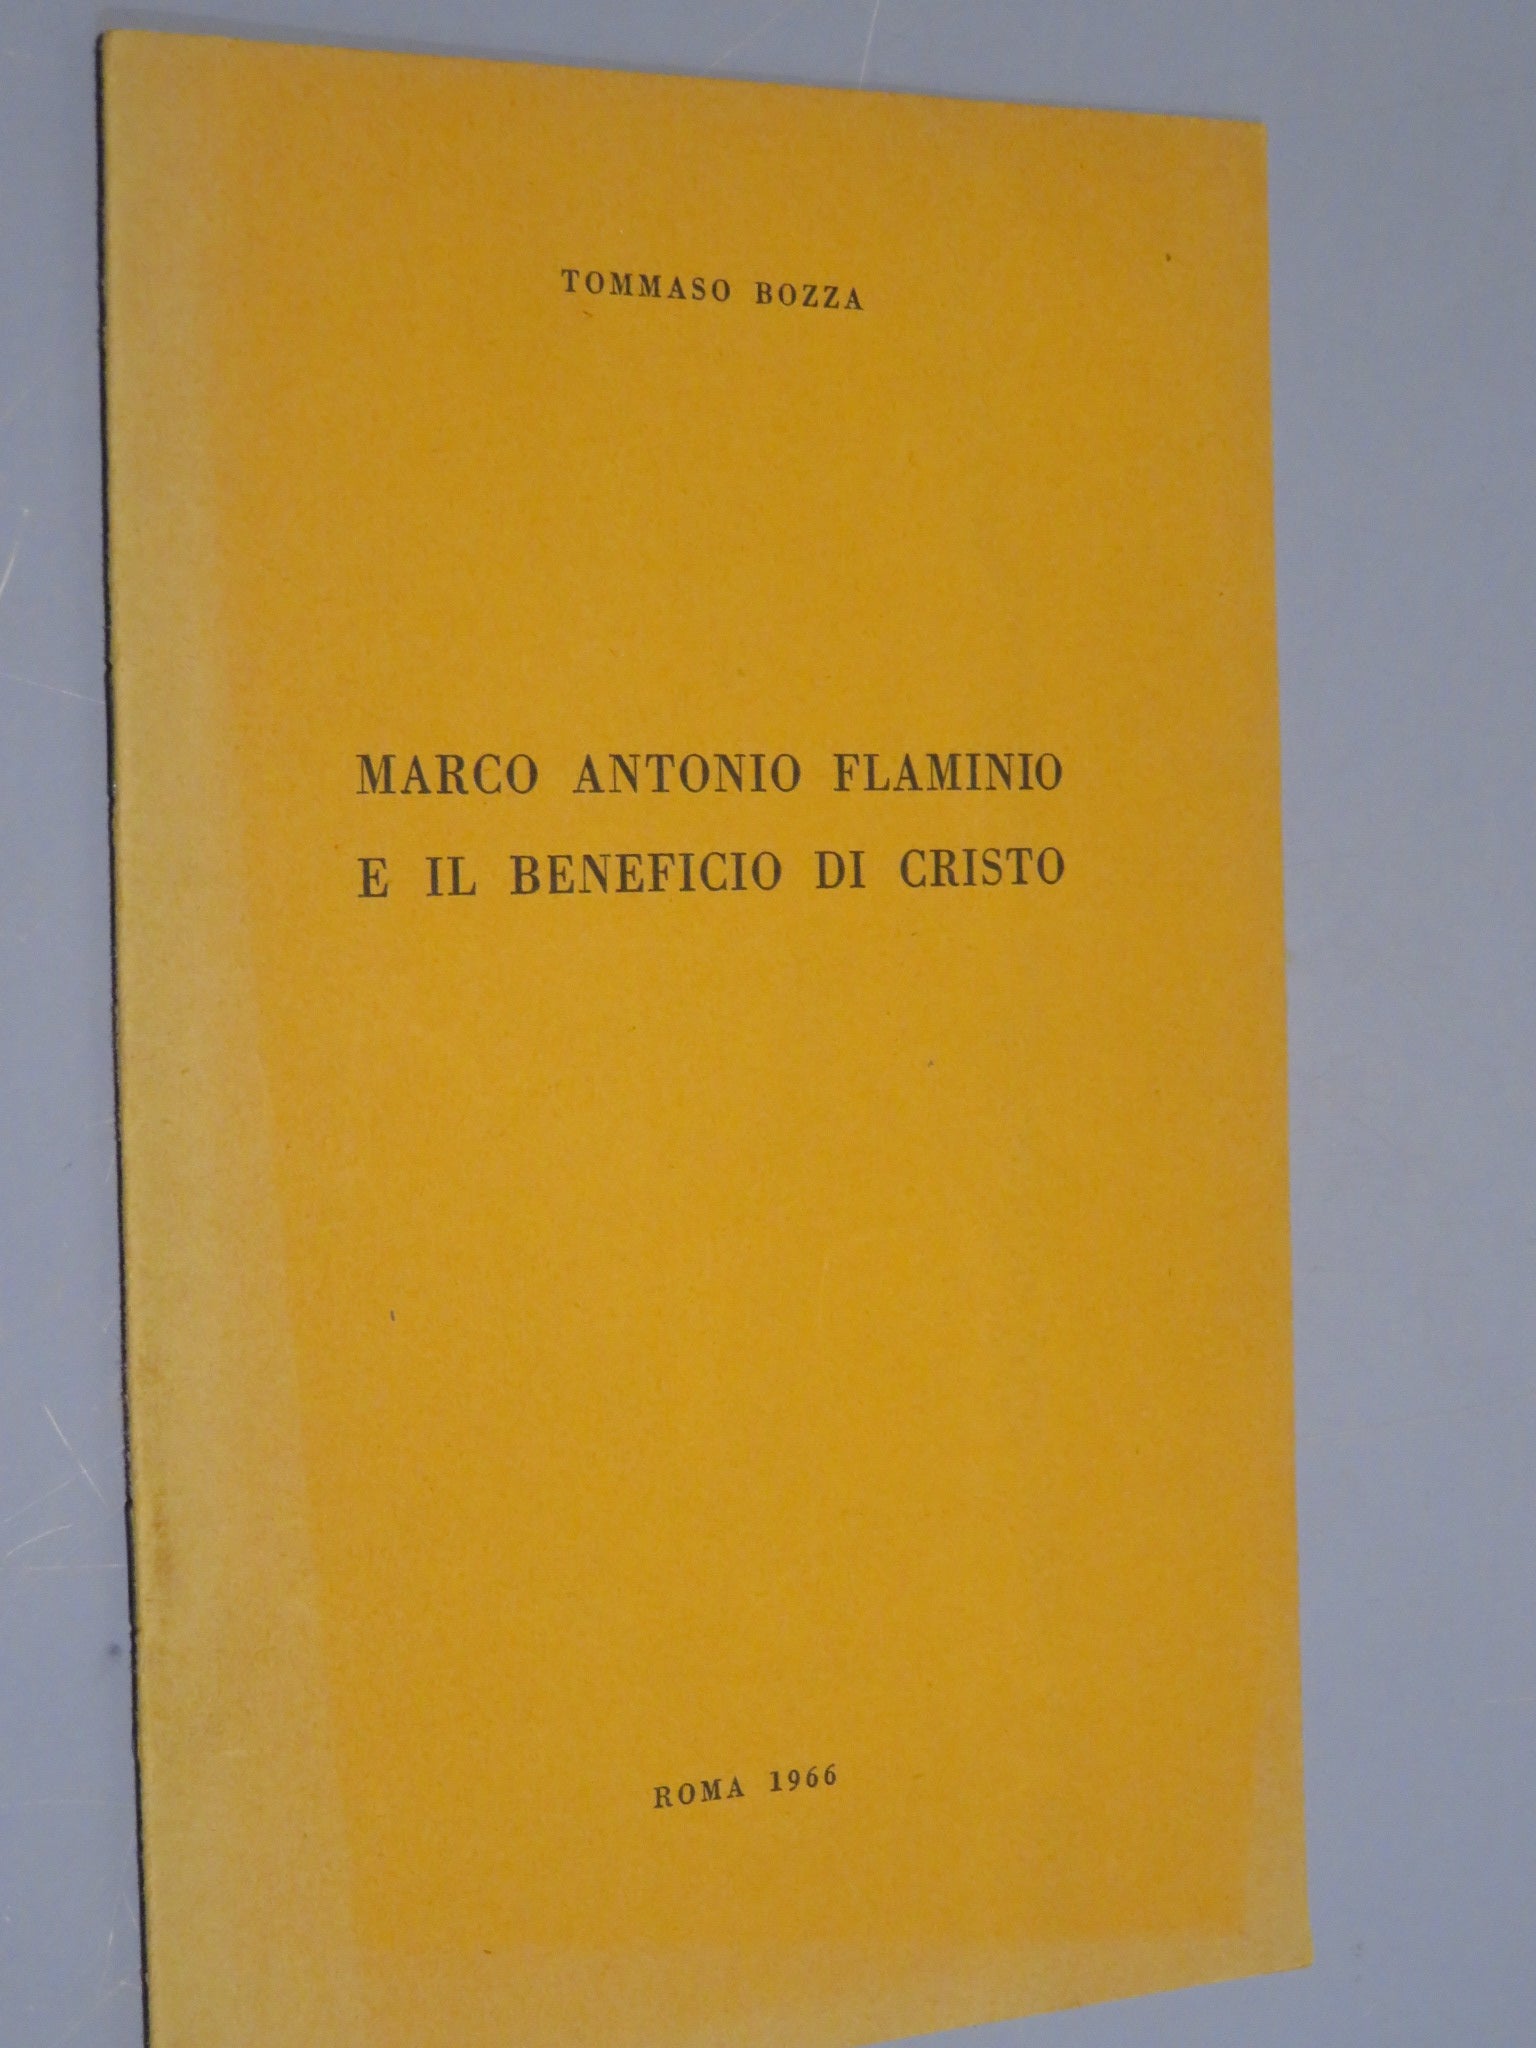 TOMMASO BOZZA
MARCO ANTONIO FLAMINIO
E IL BENEFICIO DI CRISTO
ROMA 1966